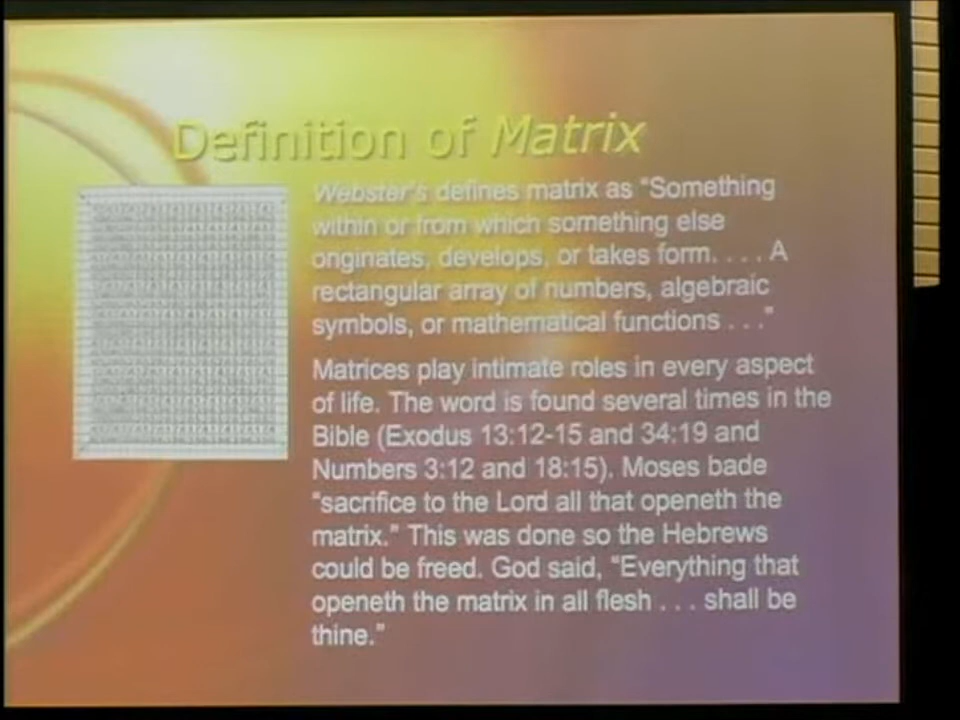 Definition of Matrix
Webster's defines matrix as “Something
within or from which something else
originates, develops, or takes form. . . . A
rectangular array of numbers, algebraic
symbols, or mathematical functions . . .”
Matrices play intimate roles in every aspect
of life. The word is found several times in the
Bible (Exodus 13:12-15 and 34:19 and
Numbers 3:12 and 18:15). Moses bade
“sacrifice to the Lord all that openeth the
matrix.” This was done so the Hebrews
could be freed. God said, “Everything that
openeth the matrix in all flesh . . . shall be
thine.”